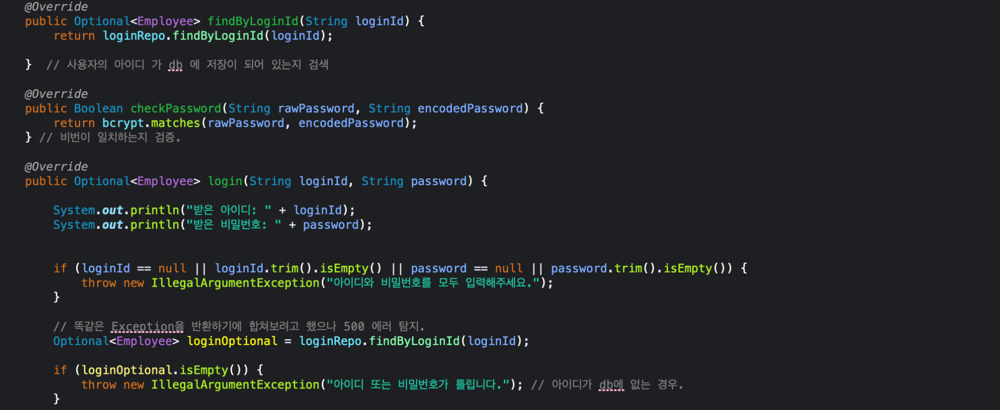 @Override
public Optional<Employee> findByLoginId(String loginId) {
return loginRepo.findByLoginId(loginId);
} // 사용자의 아이디 가 db 에 저장이 되어 있는지 검색
@Override
public Boolean checkPassword(String rawPassword, String encodedPassword) {
return bcrypt.matches(rawPassword, encodedPassword);
} // 비번이 일치하는지 검증.
@Override
public Optional<Employee> login(String loginId, String password) {
System.out.println("받은 아이디: " + loginId);
System.out.println("받은 비밀번호: " + password);
if (loginId == null || loginId.trim().isEmpty() || password == null || password.trim().isEmpty()) {
throw new IllegalArgumentException("아이디와 비밀번호를 모두 입력해주세요.");
}
// 똑같은 Exception을 반환하기에 합쳐보려고 했으나 500 에러 탐지.
Optional<Employee> loginOptional = loginRepo.findByLoginId(loginId);
if (loginOptional.isEmpty()) {
throw new IllegalArgumentException("아이디 또는 비밀번호가 틀립니다."); // 아이디가 db에 없는 경우.
}